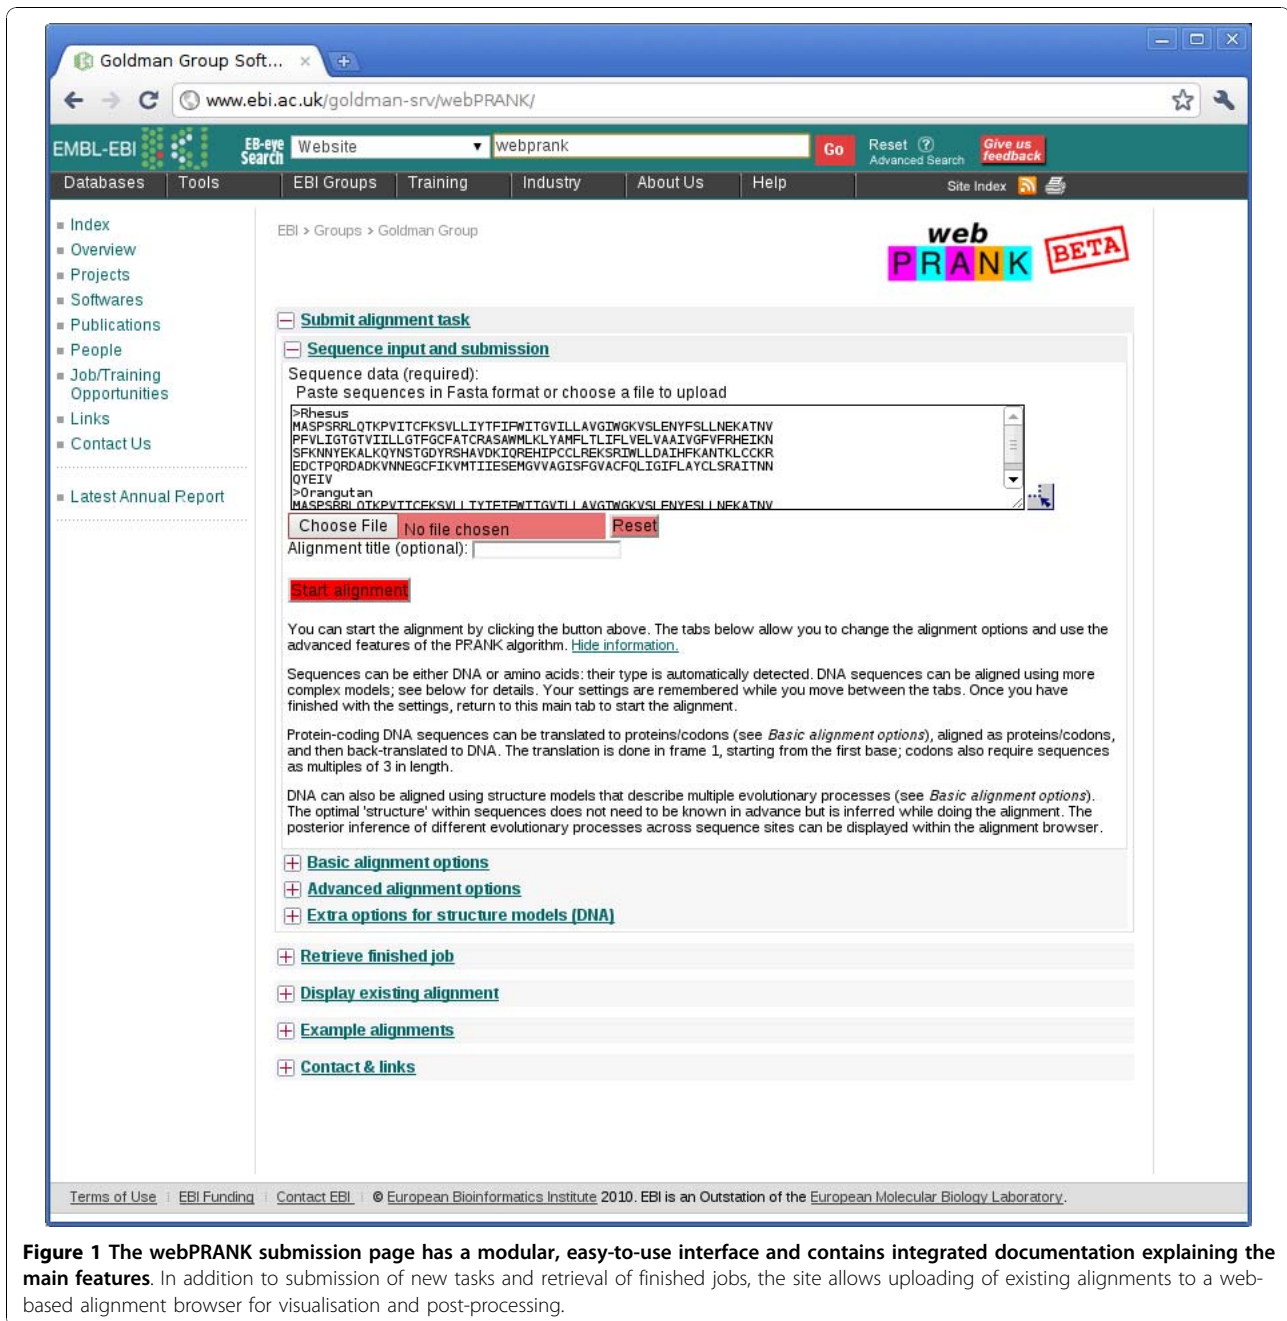 Goldman Group Soft...
www.ebi.ac.uk/goldman-srv/webPRANK/
EMBL-EBI
EB-eye
Search
Website
webprank
Go
Reset ?
Advanced Search
Give us
feedback
Databases Tools EBI Groups Training Industry About Us Help Site Index
Index
Overview
Projects
Softwares
Publications
People
Job/Training
Opportunities
Links
Contact Us
Latest Annual Report
EBI > Groups > Goldman Group
web
PRANK
BETA
Submit alignment task
Sequence input and submission
Sequence data (required):
Paste sequences in Fasta format or choose a file to upload
>Rhesus
MASPSRRLQTKPVITCFKSVLLIYTFIFWITGVILLAVGIWGKVSLENYFSLLNEKATNV
PFVLIGTGTVIILLGTFGCFATCRASAWMLKLYAMFLTLIFLVELVAAIVGFVFRHEIKN
SFKNNYEKALKQYNSTGDYRSHAVDKIQREHIPCCLREKSRIWLLDAIHFKANTKLCCKR
EDCTPQRDADKVNNEGCFIKVMTIIESEMGVVAGISFGVACFQLIGIFLAYCLSRAITNN
QYEIV
>Orangutan
MASPSRRLQTKPVITCFKSVLLIYTFIFWITGVILLAVGIWGKVSLENYFSLLNEKATNV
Choose File No file chosen Reset
Alignment title (optional):
Start alignment
You can start the alignment by clicking the button above. The tabs below allow you to change the alignment options and use the
advanced features of the PRANK algorithm. Hide information.
Sequences can be either DNA or amino acids: their type is automatically detected. DNA sequences can be aligned using more
complex models; see below for details. Your settings are remembered while you move between the tabs. Once you have
finished with the settings, return to this main tab to start the alignment.
Protein-coding DNA sequences can be translated to proteins/codons (see Basic alignment options), aligned as proteins/codons,
and then back-translated to DNA. The translation is done in frame 1, starting from the first base; codons also require sequences
as multiples of 3 in length.
DNA can also be aligned using structure models that describe multiple evolutionary processes (see Basic alignment options).
The optimal 'structure' within sequences does not need to be known in advance but is inferred while doing the alignment. The
posterior inference of different evolutionary processes across sequence sites can be displayed within the alignment browser.
Basic alignment options
Advanced alignment options
Extra options for structure models (DNA)
Retrieve finished job
Display existing alignment
Example alignments
Contact & links
Terms of Use | EBI Funding | Contact EBI | © European Bioinformatics Institute 2010. EBI is an Outstation of the European Molecular Biology Laboratory.
Figure 1 The webPRANK submission page has a modular, easy-to-use interface and contains integrated documentation explaining the
main features. In addition to submission of new tasks and retrieval of finished jobs, the site allows uploading of existing alignments to a web-
based alignment browser for visualisation and post-processing.